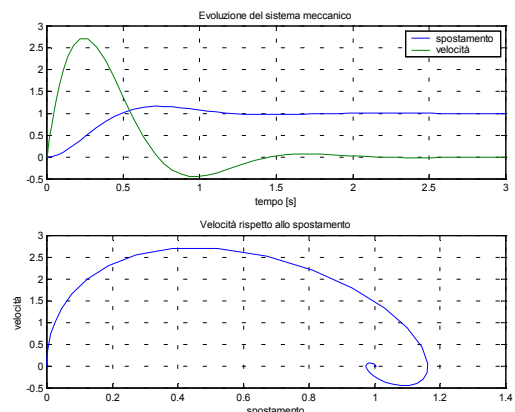 Evoluzione del sistema meccanico
3
2.5
2
1.5
1
0.5
0
-0.5
spostamento
velocità
0 0.5 1 1.5 2 2.5 3
tempo [s]
Velocità rispetto allo spostamento
3
2.5
2
1.5
1
0.5
0
-0.5
velocità
0 0.2 0.4 0.6 0.8 1 1.2 1.4
spostamento